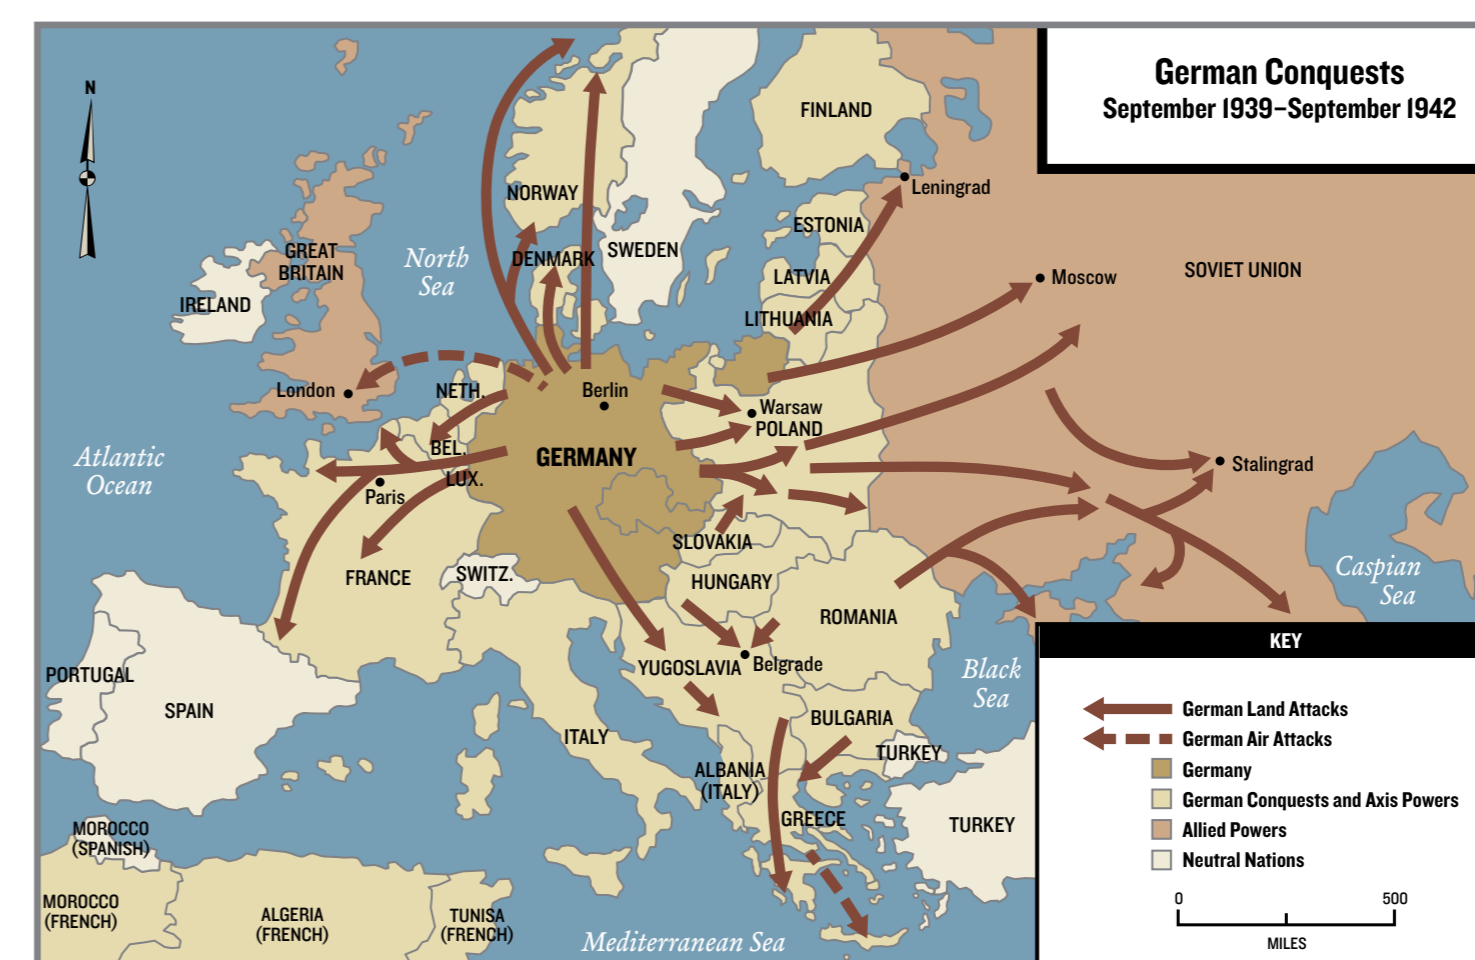 German Conquests
September 1939–September 1942
N
FINLAND
NORWAY
Leningrad
ESTONIA
SWEDEN
DENMARK
North
Sea
GREAT
BRITAIN
IRELAND
LATVIA
Moscow
SOVIET UNION
LITHUANIA
London
NETH.
Berlin
Warsaw
POLAND
BEL.
GERMANY
Atlantic
Ocean
LUX.
Paris
Stalingrad
SLOVAKIA
FRANCE
SWITZ.
HUNGARY
Caspian
Sea
ROMANIA
YUGOSLAVIA
Belgrade
Black
Sea
PORTUGAL
SPAIN
ITALY
BULGARIA
TURKEY
ALBANIA
(ITALY)
GREECE
TURKEY
MOROCCO
(SPANISH)
MOROCCO
(FRENCH)
ALGERIA
(FRENCH)
TUNISA
(FRENCH)
Mediterranean Sea
KEY
German Land Attacks
German Air Attacks
Germany
German Conquests and Axis Powers
Allied Powers
Neutral Nations
0 500
MILES